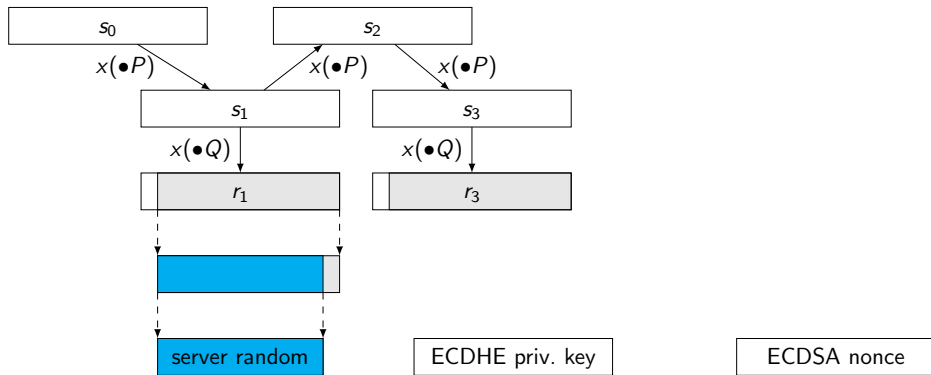 s₀ s₂
x(●P) x(●P) x(●P)
s₁ s₃
x(●Q) x(●Q)
r₁ r₃
server random ECDHE priv. key ECDSA nonce